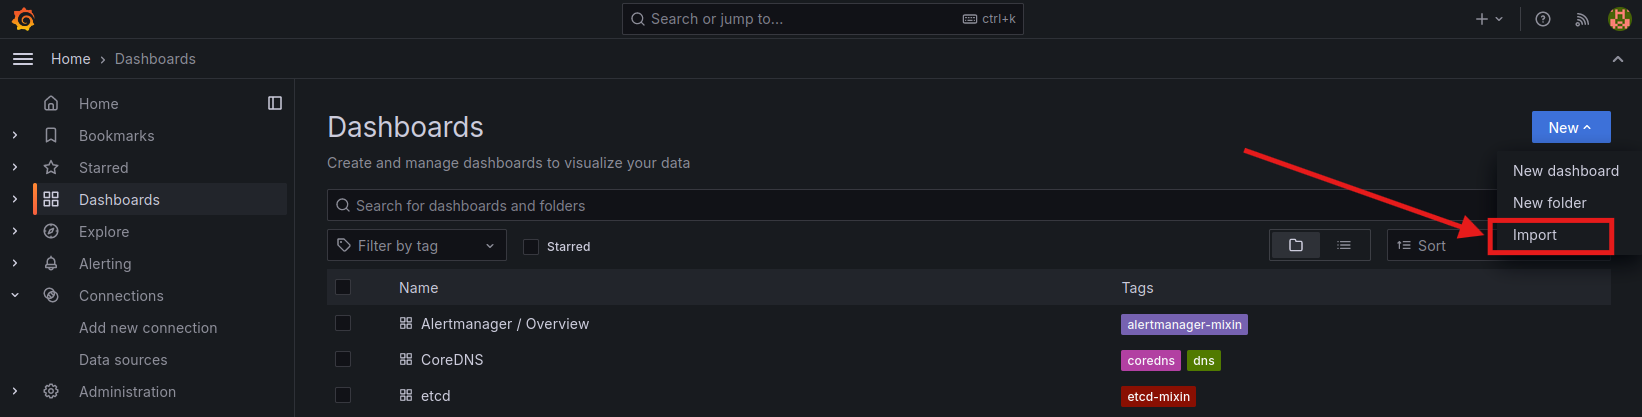 Search or jump to...
ctrl+k
Home › Dashboards
Home
Bookmarks
Starred
Dashboards
Explore
Alerting
Connections
Add new connection
Data sources
Administration
Dashboards
Create and manage dashboards to visualize your data
New
New dashboard
New folder
Import
Search for dashboards and folders
Filter by tag
Starred
Sort
Name Tags
Alertmanager / Overview alertmanager-mixin
CoreDNS coredns dns
etcd etcd-mixin